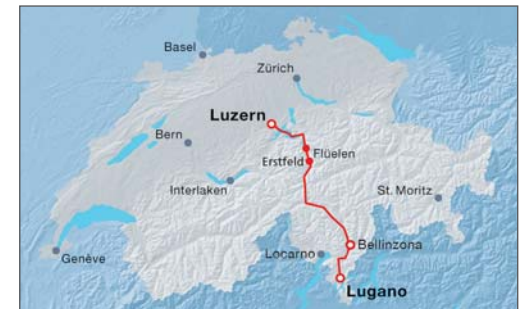 Basel
Zürich
Luzern
Bern
Flüelen
Erstfeld
Interlaken
St. Moritz
Bellinzona
Locarno
Genève
Lugano